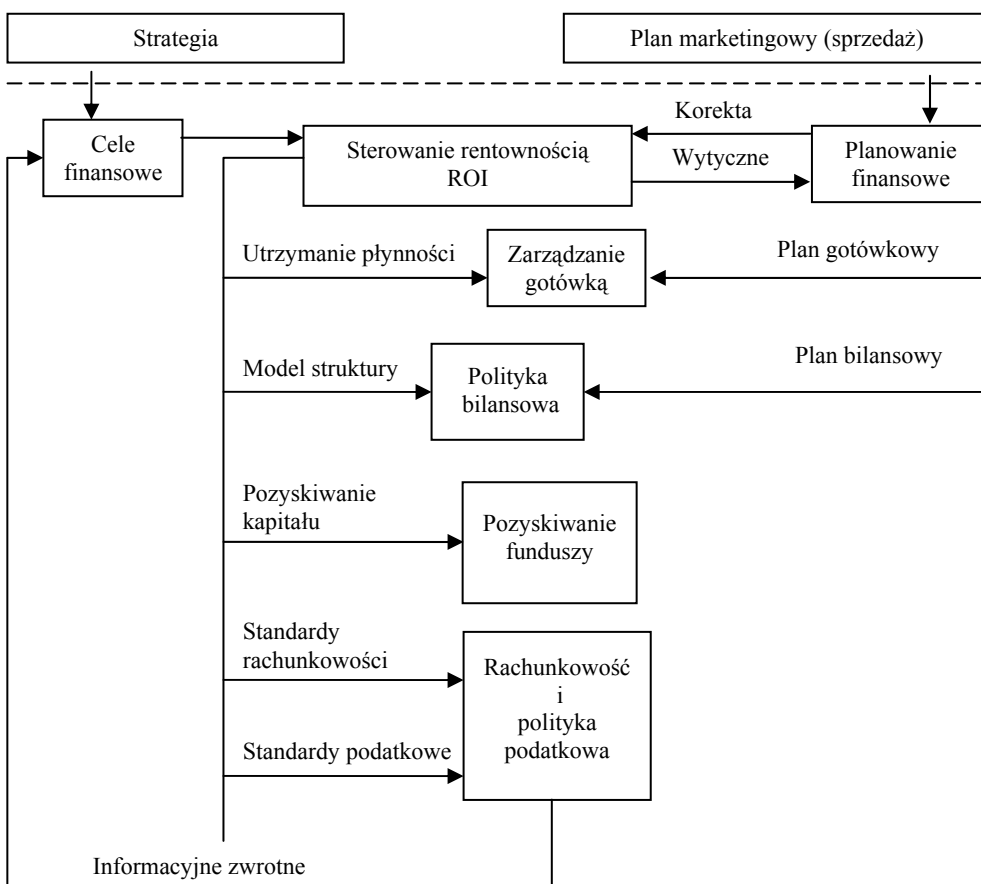 Strategia
Plan marketingowy (sprzedaż)
Cele
finansowe
Sterowanie rentownością
ROI
Korekta
Wytyczne
Planowanie
finansowe
Utrzymanie płynności
Zarządzanie
gotówką
Plan gotówkowy
Model struktury
Polityka
bilansowa
Plan bilansowy
Pozyskiwanie
kapitału
Pozyskiwanie
funduszy
Standardy
rachunkowości
Rachunkowość
i
polityka
podatkowa
Standardy podatkowe
Informacyjne zwrotne